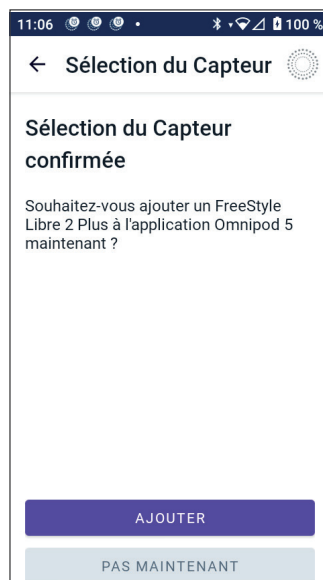 11:06 100 %
Sélection du Capteur
Sélection du Capteur
confirmée
Souhaitez-vous ajouter un FreeStyle
Libre 2 Plus à l'application Omnipod 5
maintenant ?
AJOUTER
PAS MAINTENANT